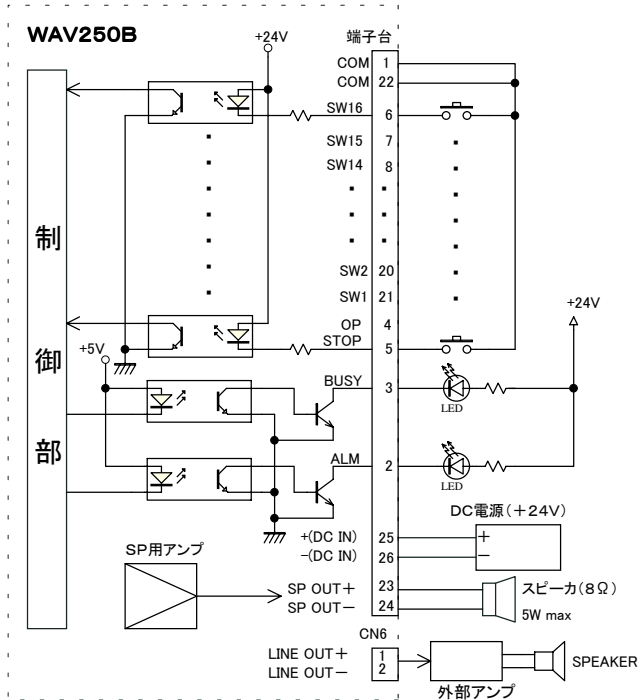 WAV250B
+24V
端子台
COM 1
COM 22
SW16 6
SW15 7
SW14 8
SW2 20
SW1 21
OP 4
STOP 5
+24V
制御部
+5V
BUSY 3
LED
ALM 2
LED
DC電源(+24V)
+(DC IN) 25 +
-(DC IN) 26 -
SP用アンプ
SP OUT+ 23
SP OUT- 24
スピーカ(8Ω)
5W max
CN6
LINE OUT+ 1
LINE OUT- 2
SPEAKER
外部アンプ